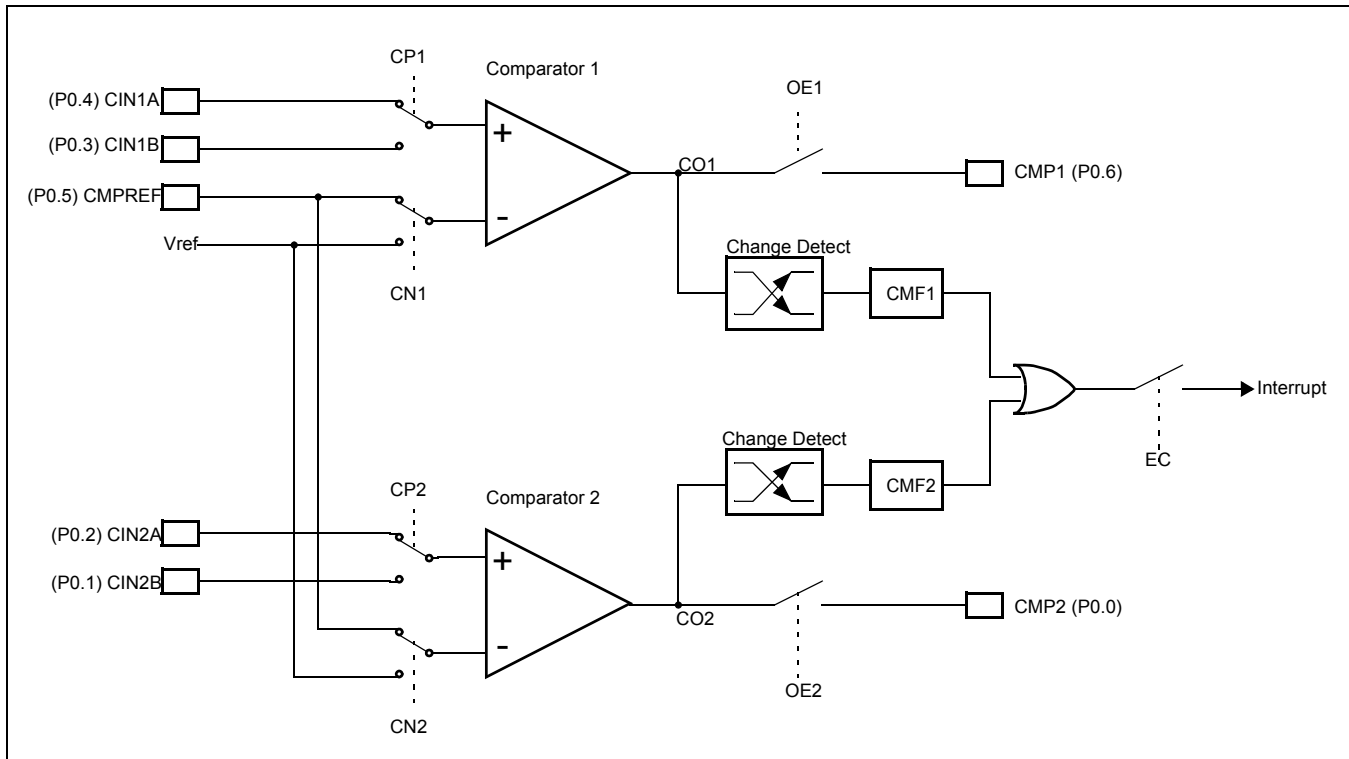 CP1
Comparator 1
OE1
(P0.4) CIN1A
(P0.3) CIN1B
+
CO1
CMP1 (P0.6)
(P0.5) CMPREF
-
Vref
Change Detect
CN1
CMF1
Interrupt
Change Detect
EC
CP2
Comparator 2
CMF2
(P0.2) CIN2A
+
(P0.1) CIN2B
CO2
CMP2 (P0.0)
-
OE2
CN2